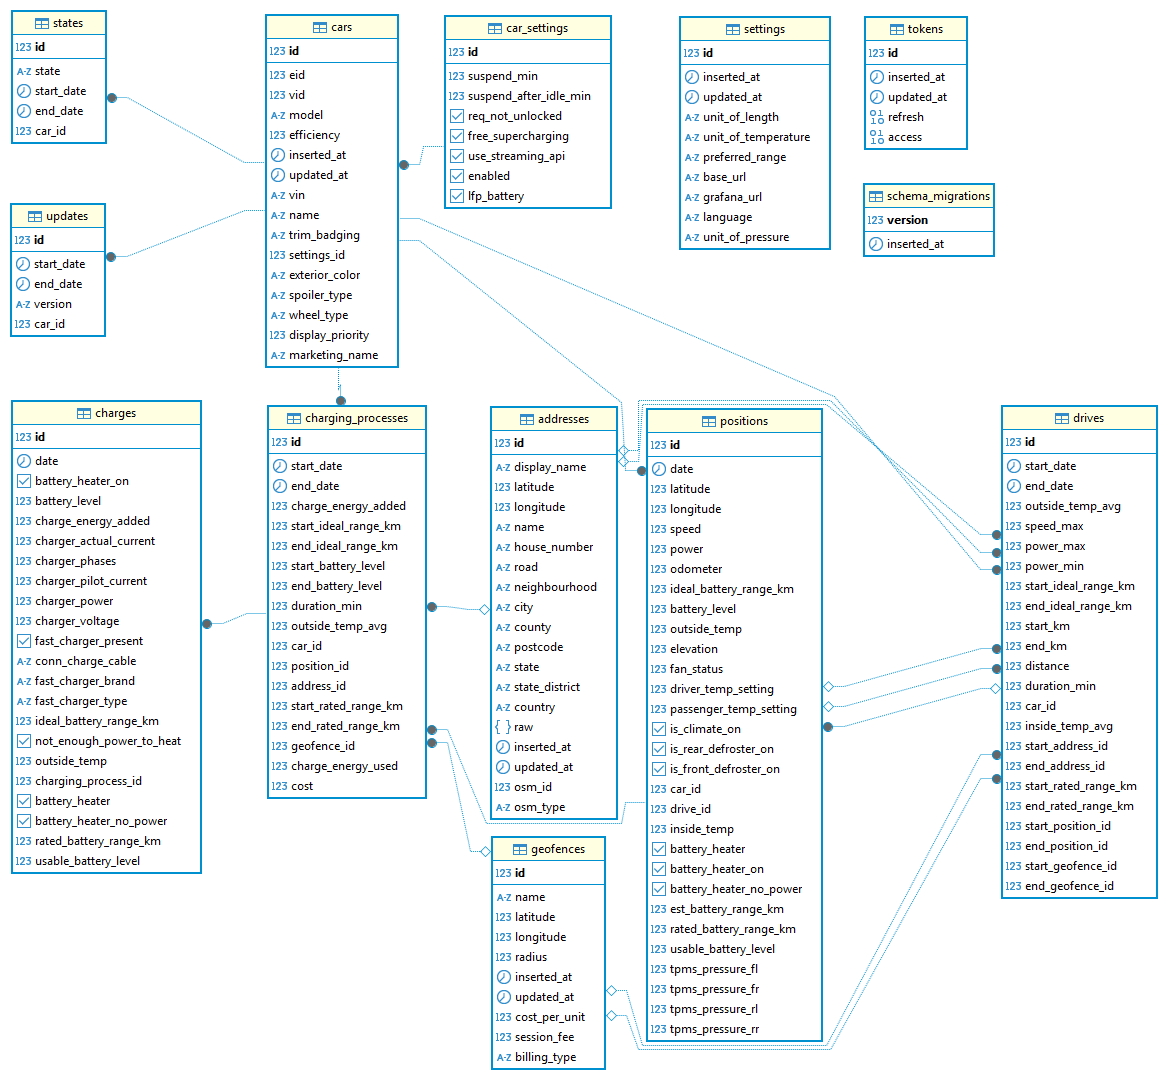 states
123 id
A-Z state
start_date
end_date
123 car_id
cars
123 id
123 eid
123 vid
A-Z model
123 efficiency
inserted_at
updated_at
A-Z vin
A-Z name
A-Z trim_badging
123 settings_id
A-Z exterior_color
A-Z spoiler_type
A-Z wheel_type
123 display_priority
A-Z marketing_name
car_settings
123 id
123 suspend_min
123 suspend_after_idle_min
req_not_unlocked
free_supercharging
use_streaming_api
enabled
lfp_battery
settings
123 id
inserted_at
updated_at
A-Z unit_of_length
A-Z unit_of_temperature
A-Z preferred_range
A-Z base_url
A-Z grafana_url
A-Z language
A-Z unit_of_pressure
tokens
123 id
inserted_at
updated_at
refresh
access
schema_migrations
123 version
inserted_at
updates
123 id
start_date
end_date
A-Z version
123 car_id
charges
123 id
date
battery_heater_on
123 battery_level
123 charge_energy_added
123 charger_actual_current
123 charger_phases
123 charger_pilot_current
123 charger_power
123 charger_voltage
fast_charger_present
A-Z conn_charge_cable
A-Z fast_charger_brand
A-Z fast_charger_type
123 ideal_battery_range_km
not_enough_power_to_heat
123 outside_temp
123 charging_process_id
battery_heater
battery_heater_no_power
123 rated_battery_range_km
123 usable_battery_level
charging_processes
123 id
start_date
end_date
123 charge_energy_added
123 start_ideal_range_km
123 end_ideal_range_km
123 start_battery_level
123 end_battery_level
123 duration_min
123 outside_temp_avg
123 car_id
123 position_id
123 address_id
123 start_rated_range_km
123 end_rated_range_km
123 geofence_id
123 charge_energy_used
123 cost
addresses
123 id
A-Z display_name
123 latitude
123 longitude
A-Z name
A-Z house_number
A-Z road
A-Z neighbourhood
A-Z city
A-Z county
A-Z postcode
A-Z state
A-Z state_district
A-Z country
{ } raw
inserted_at
updated_at
123 osm_id
A-Z osm_type
geofences
123 id
A-Z name
123 latitude
123 longitude
123 radius
inserted_at
updated_at
123 cost_per_unit
123 session_fee
A-Z billing_type
positions
123 id
date
123 latitude
123 longitude
123 speed
123 power
123 odometer
123 ideal_battery_range_km
123 battery_level
123 outside_temp
123 elevation
123 fan_status
123 driver_temp_setting
123 passenger_temp_setting
is_climate_on
is_rear_defroster_on
is_front_defroster_on
123 car_id
123 drive_id
123 inside_temp
battery_heater
battery_heater_on
battery_heater_no_power
123 est_battery_range_km
123 rated_battery_range_km
123 usable_battery_level
123 tpms_pressure_fl
123 tpms_pressure_fr
123 tpms_pressure_rl
123 tpms_pressure_rr
drives
123 id
start_date
end_date
123 outside_temp_avg
123 speed_max
123 power_max
123 power_min
123 start_ideal_range_km
123 end_ideal_range_km
123 start_km
123 end_km
123 distance
123 duration_min
123 car_id
123 inside_temp_avg
123 start_address_id
123 end_address_id
123 start_rated_range_km
123 end_rated_range_km
123 start_position_id
123 end_position_id
123 start_geofence_id
123 end_geofence_id